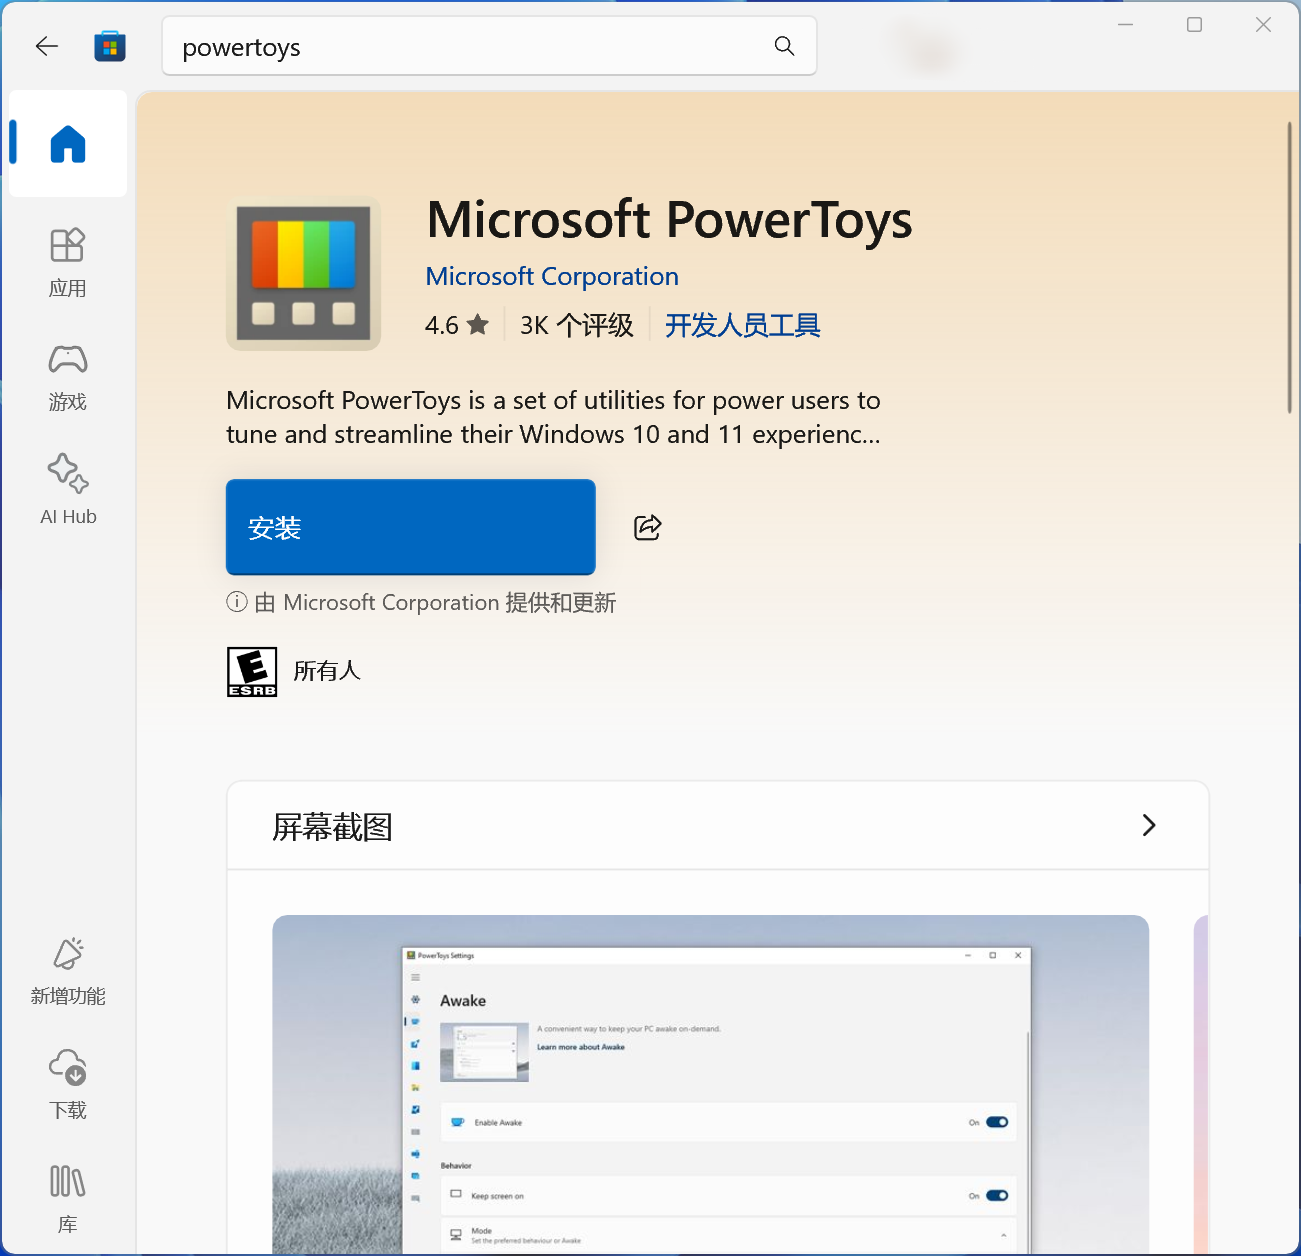 powertoys
Microsoft PowerToys
Microsoft Corporation
4.6 ★ 3K 个评级 开发人员工具
Microsoft PowerToys is a set of utilities for power users to
tune and streamline their Windows 10 and 11 experienc...
安装
由 Microsoft Corporation 提供和更新
E
ESRB
所有人
应用
游戏
AI Hub
新增功能
下载
库
屏幕截图
PowerToys Settings
Awake
A convenient way to keep your PC awake on-demand.
Learn more about Awake
Enable Awake
On
Behavior
Keep screen on
On
Mode
Set the preferred behaviour or Awake